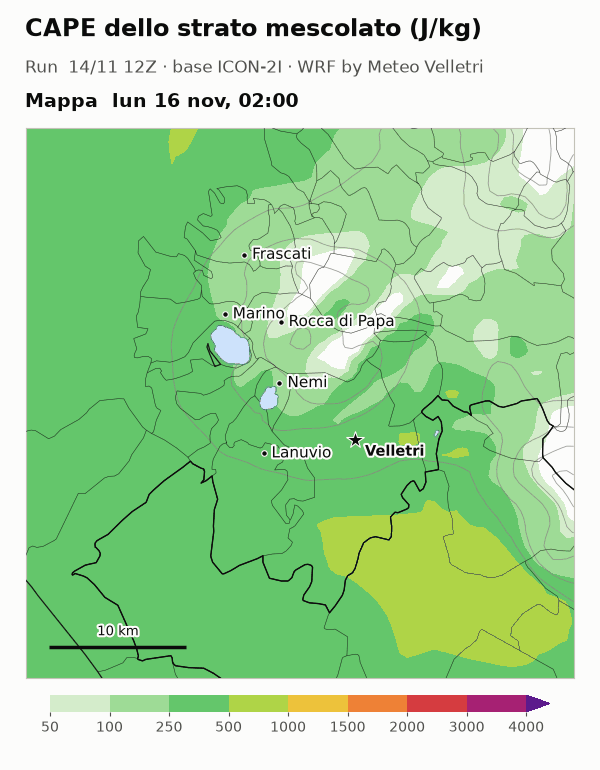 CAPE dello strato mescolato (J/kg)
Run  14/11 12Z · base ICON-2I · WRF by Meteo Velletri
Mappa  lun 16 nov, 02:00
Frascati
Marino
Rocca di Papa
Nemi
Velletri
Lanuvio
10 km
50 100 250 500 1000 1500 2000 3000 4000